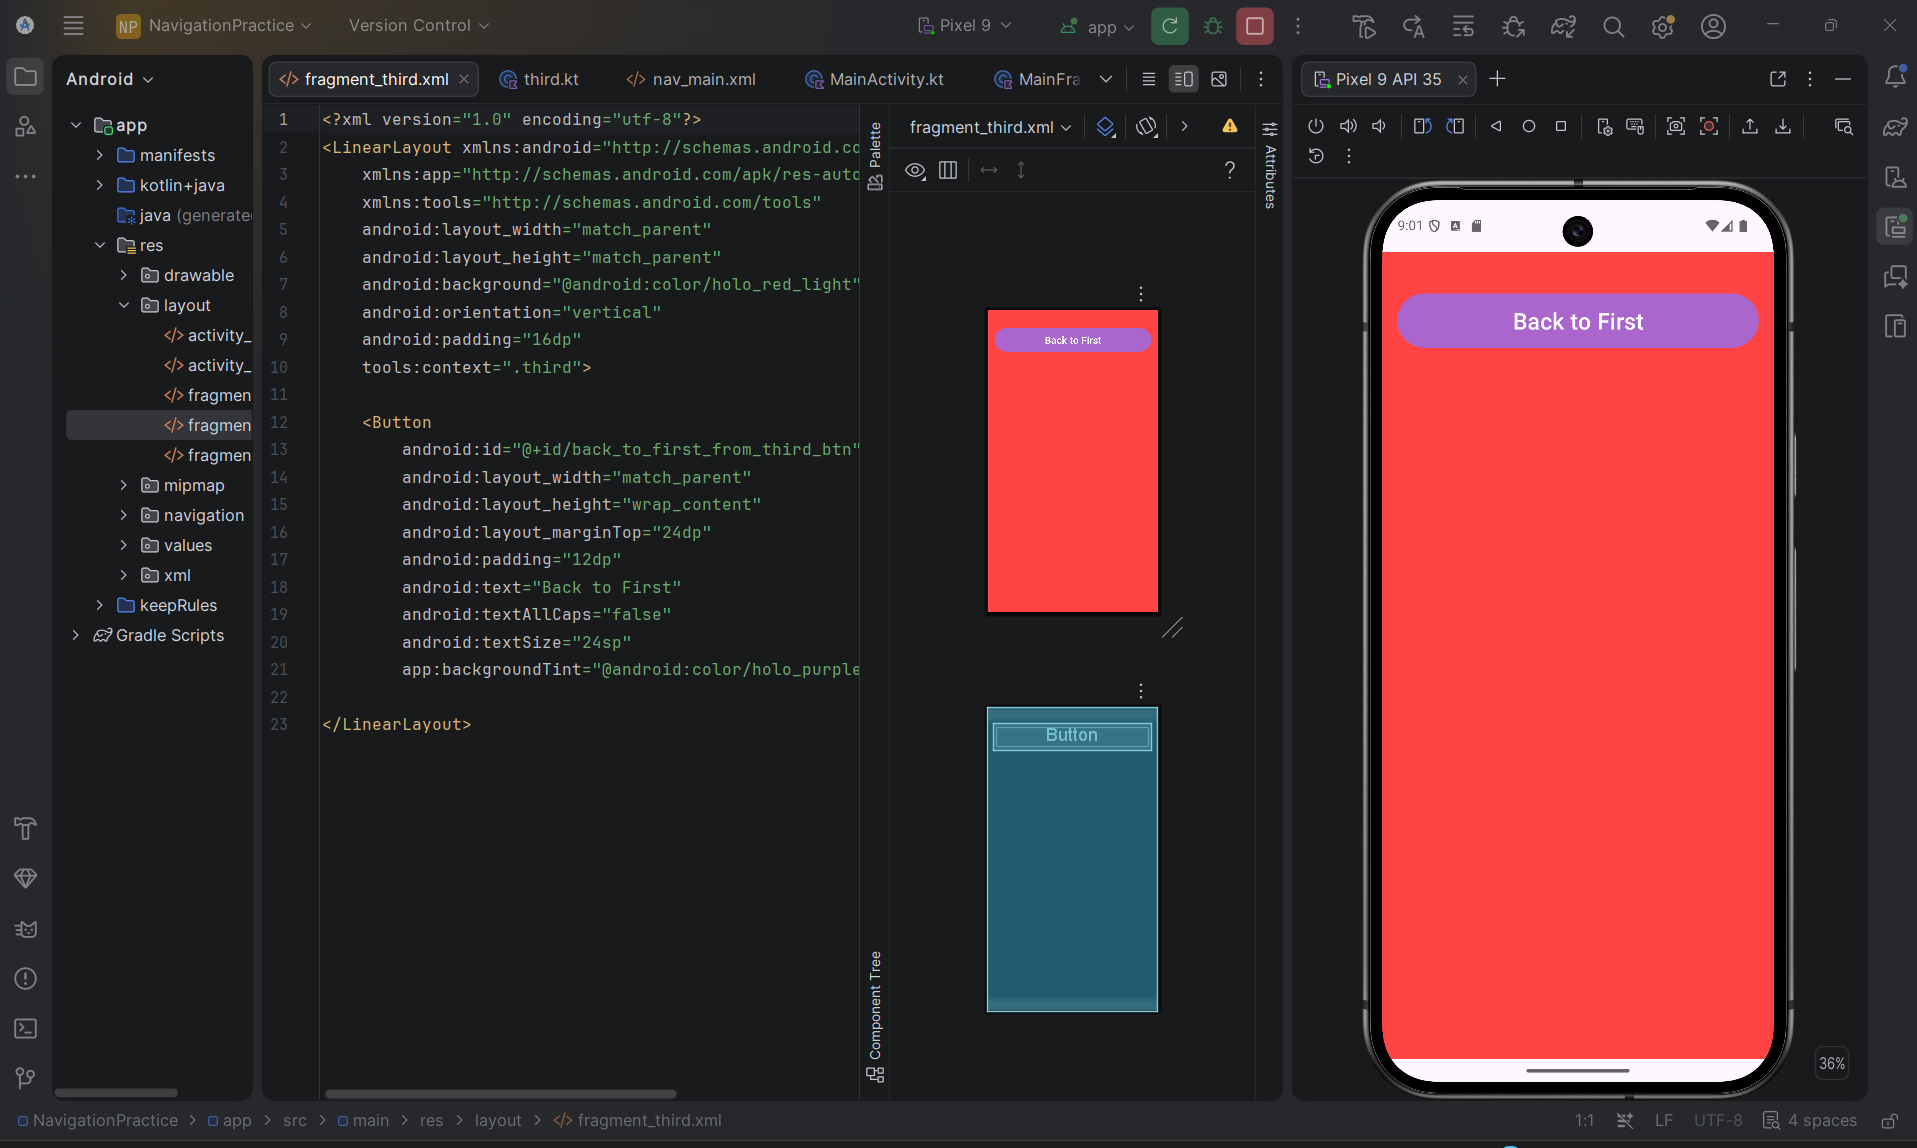 NP NavigationPractice Version Control Pixel 9 app
Android
app
manifests
kotlin+java
java (generate
res
drawable
layout
activity_
activity_
fragmen
fragmen
fragmen
mipmap
navigation
values
xml
keepRules
Gradle Scripts
fragment_third.xml third.kt nav_main.xml MainActivity.kt MainFra
1 <?xml version="1.0" encoding="utf-8"?>
2 <LinearLayout xmlns:android="http://schemas.android.co
3 xmlns:app="http://schemas.android.com/apk/res-auto
4 xmlns:tools="http://schemas.android.com/tools"
5 android:layout_width="match_parent"
6 android:layout_height="match_parent"
7 android:background="@android:color/holo_red_light"
8 android:orientation="vertical"
9 android:padding="16dp"
10 tools:context=".third">
11
12 <Button
13 android:id="@+id/back_to_first_from_third_btn"
14 android:layout_width="match_parent"
15 android:layout_height="wrap_content"
16 android:layout_marginTop="24dp"
17 android:padding="12dp"
18 android:text="Back to First"
19 android:textAllCaps="false"
20 android:textSize="24sp"
21 app:backgroundTint="@android:color/holo_purple
22
23 </LinearLayout>
Palette
Component Tree
fragment_third.xml
?
Attributes
Back to First
Button
Pixel 9 API 35
9:01
Back to First
36%
NavigationPractice > app > src > main > res > layout > fragment_third.xml
1:1 LF UTF-8 4 spaces